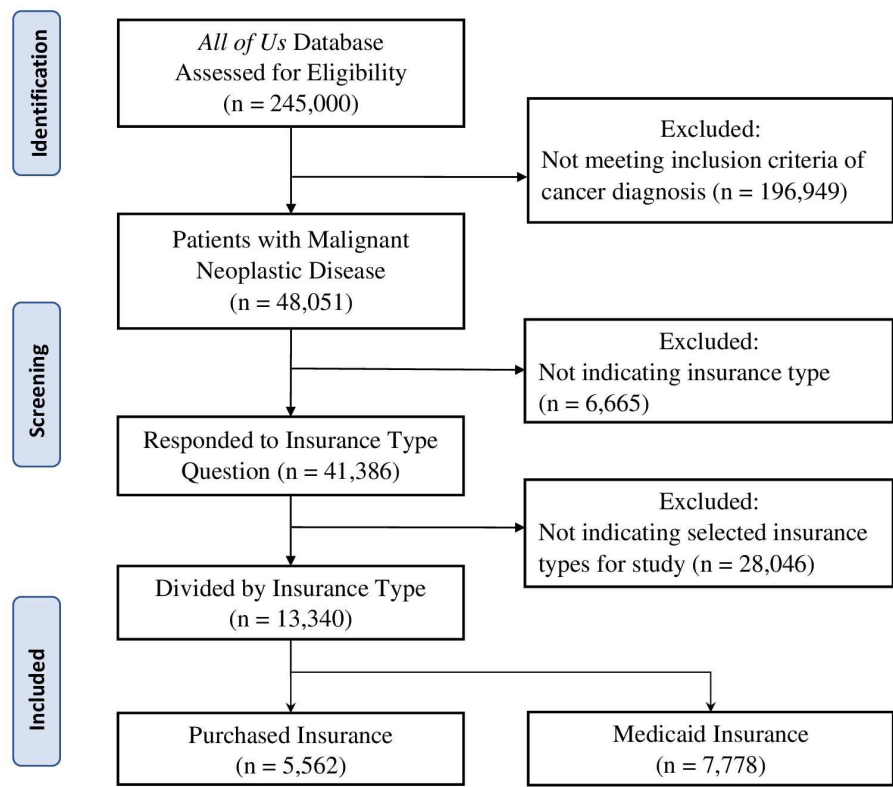 Identification
All of Us Database
Assessed for Eligibility
(n = 245,000)
Excluded:
Not meeting inclusion criteria of
cancer diagnosis (n = 196,949)
Patients with Malignant
Neoplastic Disease
(n = 48,051)
Screening
Excluded:
Not indicating insurance type
(n = 6,665)
Responded to Insurance Type
Question (n = 41,386)
Excluded:
Not indicating selected insurance
types for study (n = 28,046)
Divided by Insurance Type
(n = 13,340)
Included
Purchased Insurance
(n = 5,562)
Medicaid Insurance
(n = 7,778)